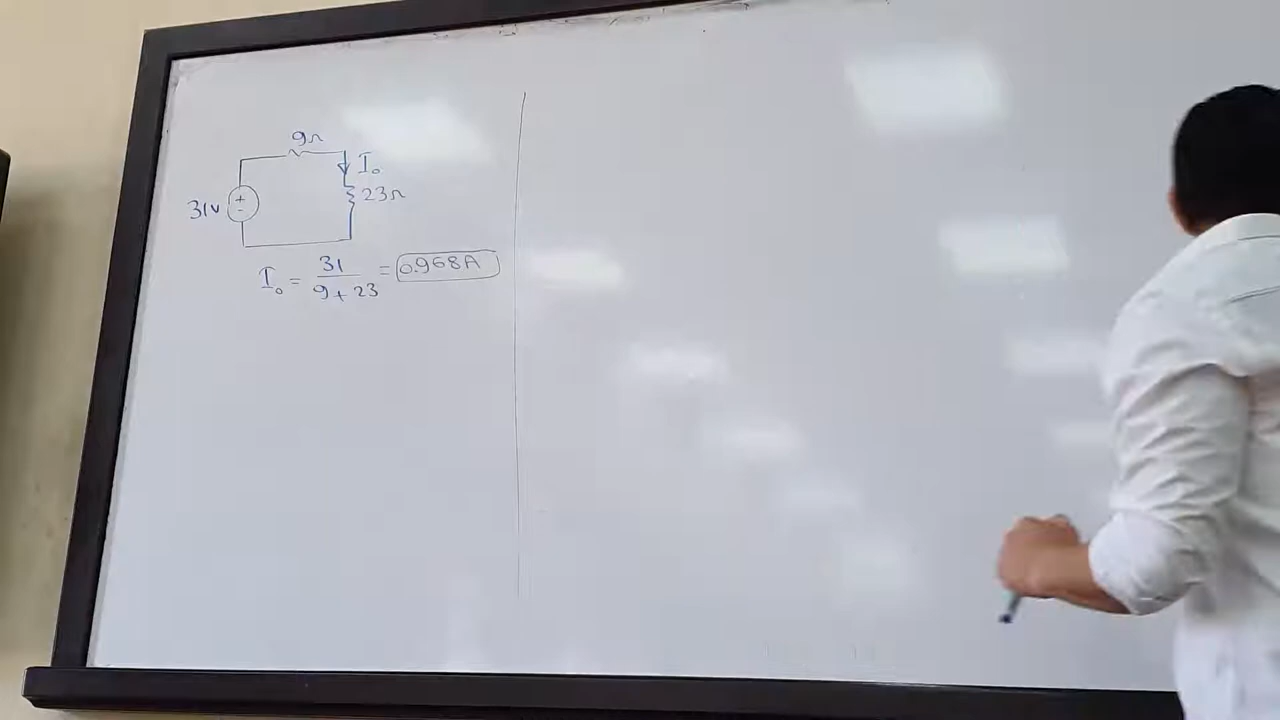 9Ω
I₀
31v
+
-
23Ω
I₀ = 31 / 9 + 23 = 0.968A